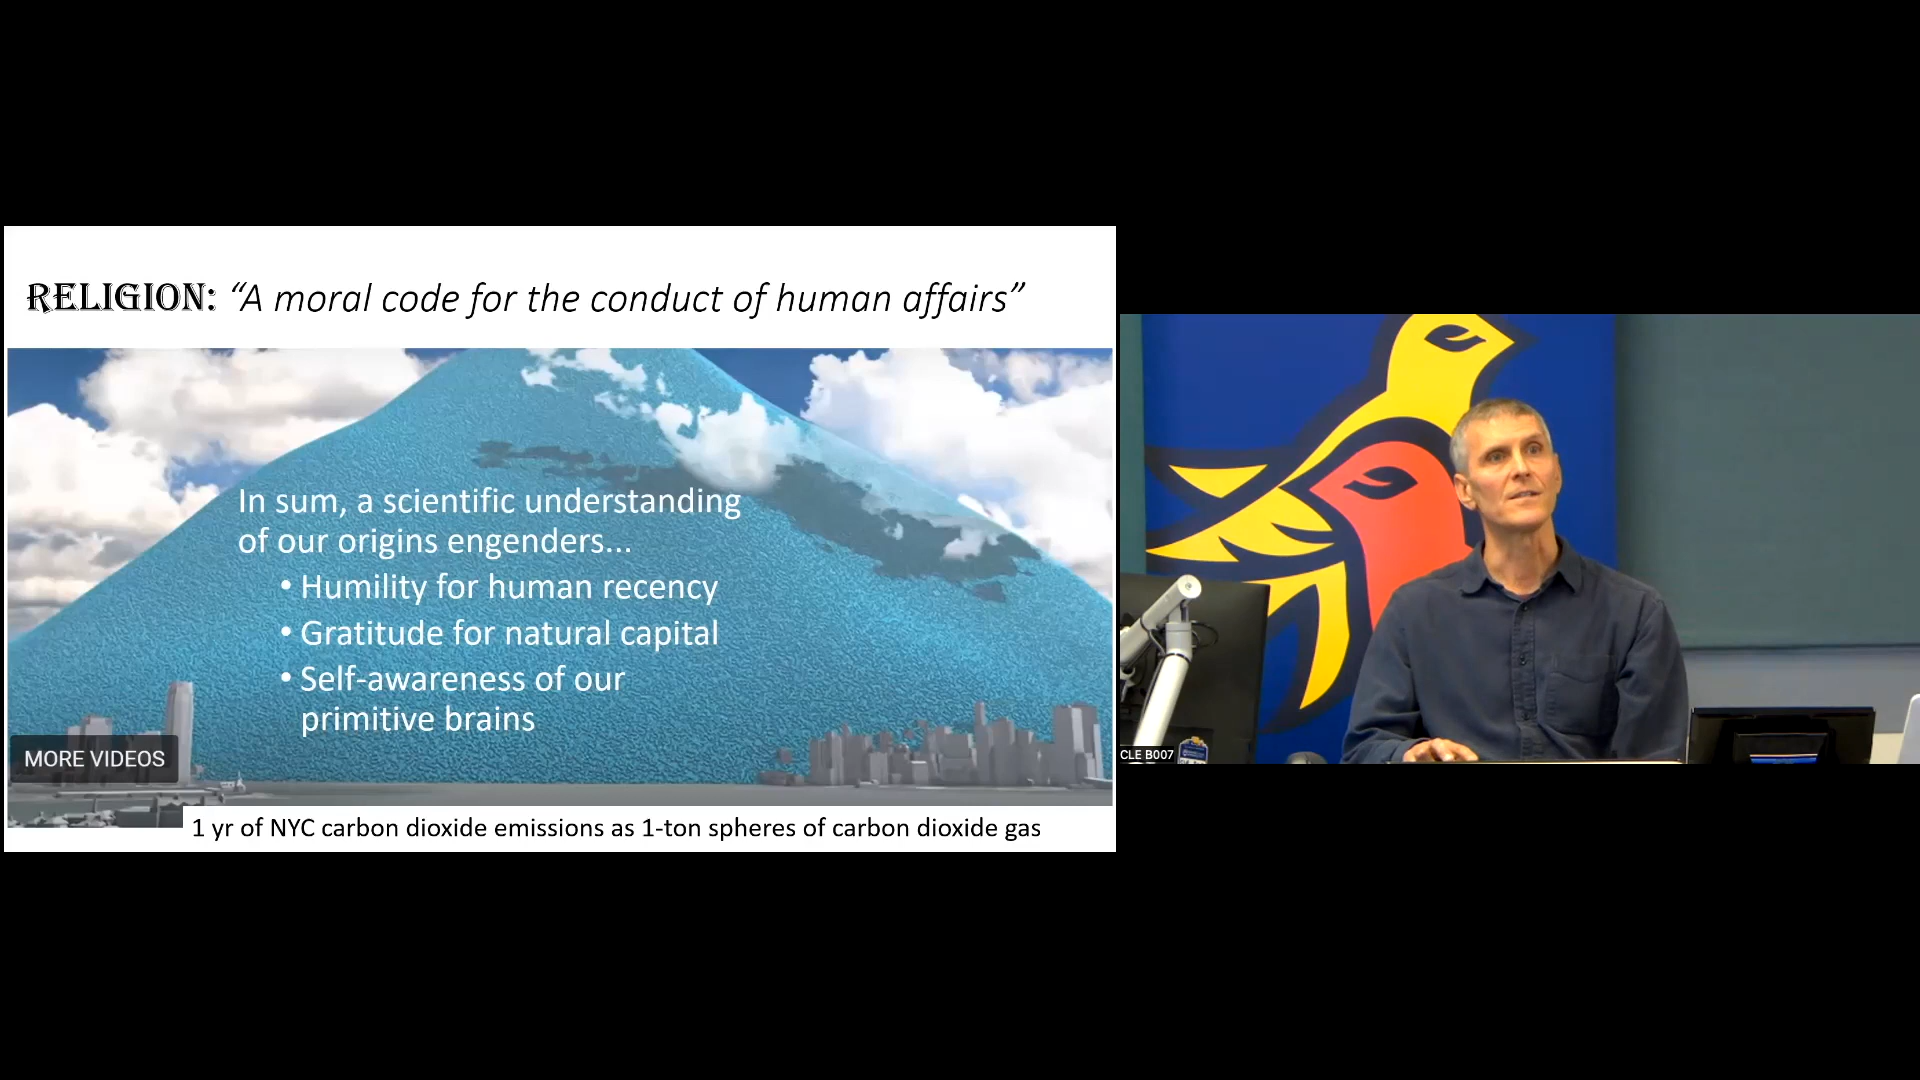 RELIGION: “A moral code for the conduct of human affairs”
In sum, a scientific understanding
of our origins engenders...
• Humility for human recency
• Gratitude for natural capital
• Self-awareness of our
primitive brains
MORE VIDEOS
1 yr of NYC carbon dioxide emissions as 1-ton spheres of carbon dioxide gas
CLE B007